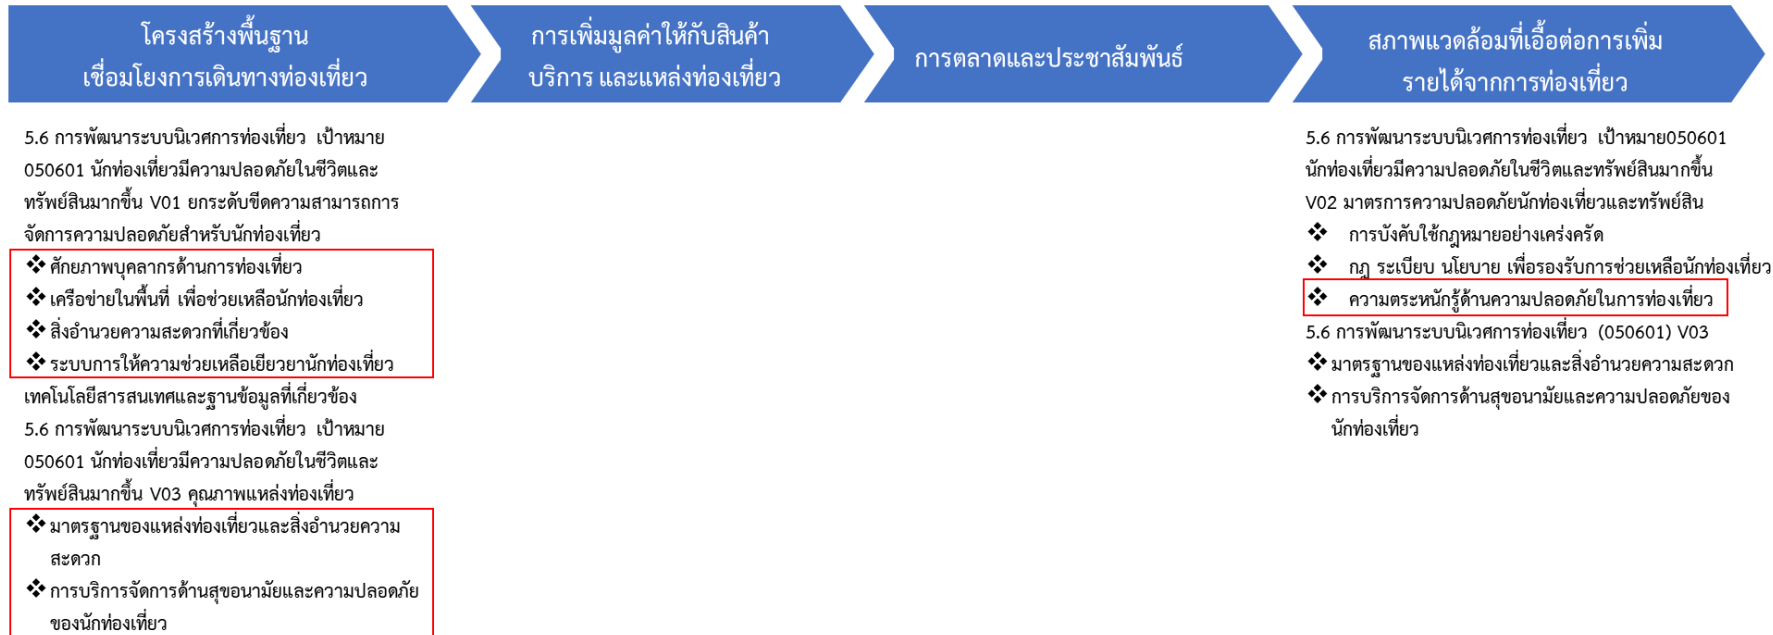 โครงสร้างพื้นฐาน
เชื่อมโยงการเดินทางท่องเที่ยว
การเพิ่มมูลค่าให้กับสินค้า
บริการ และแหล่งท่องเที่ยว
การตลาดและประชาสัมพันธ์
สภาพแวดล้อมที่เอื้อต่อการเพิ่ม
รายได้จากการท่องเที่ยว
5.6 การพัฒนาระบบนิเวศการท่องเที่ยว เป้าหมาย
050601 นักท่องเที่ยวมีความปลอดภัยในชีวิตและ
ทรัพย์สินมากขึ้น V01 ยกระดับขีดความสามารถการ
จัดการความปลอดภัยสำหรับนักท่องเที่ยว
❖ ศักยภาพบุคลากรด้านการท่องเที่ยว
❖ เครือข่ายในพื้นที่ เพื่อช่วยเหลือนักท่องเที่ยว
❖ สิ่งอำนวยความสะดวกที่เกี่ยวข้อง
❖ ระบบการให้ความช่วยเหลือเยียวยานักท่องเที่ยว
เทคโนโลยีสารสนเทศและฐานข้อมูลที่เกี่ยวข้อง
5.6 การพัฒนาระบบนิเวศการท่องเที่ยว เป้าหมาย
050601 นักท่องเที่ยวมีความปลอดภัยในชีวิตและ
ทรัพย์สินมากขึ้น V03 คุณภาพแหล่งท่องเที่ยว
❖ มาตรฐานของแหล่งท่องเที่ยวและสิ่งอำนวยความ
สะดวก
❖ การบริการจัดการด้านสุขอนามัยและความปลอดภัย
ของนักท่องเที่ยว
5.6 การพัฒนาระบบนิเวศการท่องเที่ยว เป้าหมาย050601
นักท่องเที่ยวมีความปลอดภัยในชีวิตและทรัพย์สินมากขึ้น
V02 มาตรการความปลอดภัยนักท่องเที่ยวและทรัพย์สิน
❖ การบังคับใช้กฎหมายอย่างเคร่งครัด
❖ กฎ ระเบียบ นโยบาย เพื่อรองรับการช่วยเหลือนักท่องเที่ยว
❖ ความตระหนักรู้ด้านความปลอดภัยในการท่องเที่ยว
5.6 การพัฒนาระบบนิเวศการท่องเที่ยว (050601) V03
❖ มาตรฐานของแหล่งท่องเที่ยวและสิ่งอำนวยความสะดวก
❖ การบริการจัดการด้านสุขอนามัยและความปลอดภัยของ
นักท่องเที่ยว